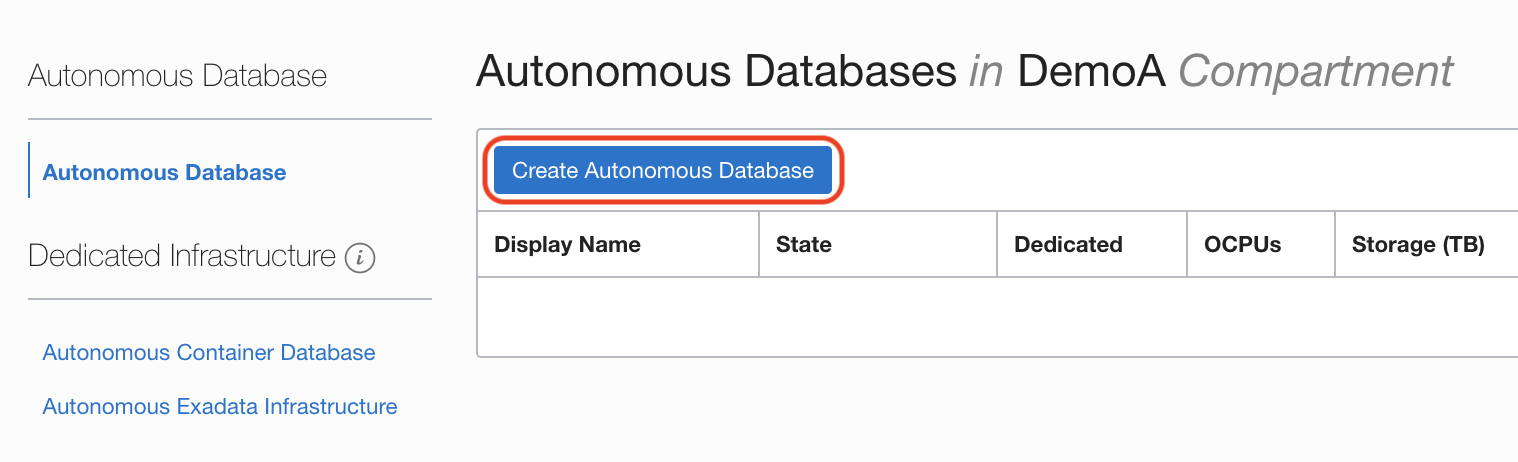 Autonomous Database
Autonomous Database
Dedicated Infrastructure i
Autonomous Container Database
Autonomous Exadata Infrastructure
Autonomous Databases in DemoA Compartment
Create Autonomous Database
Display Name State Dedicated OCPUs Storage (TB)